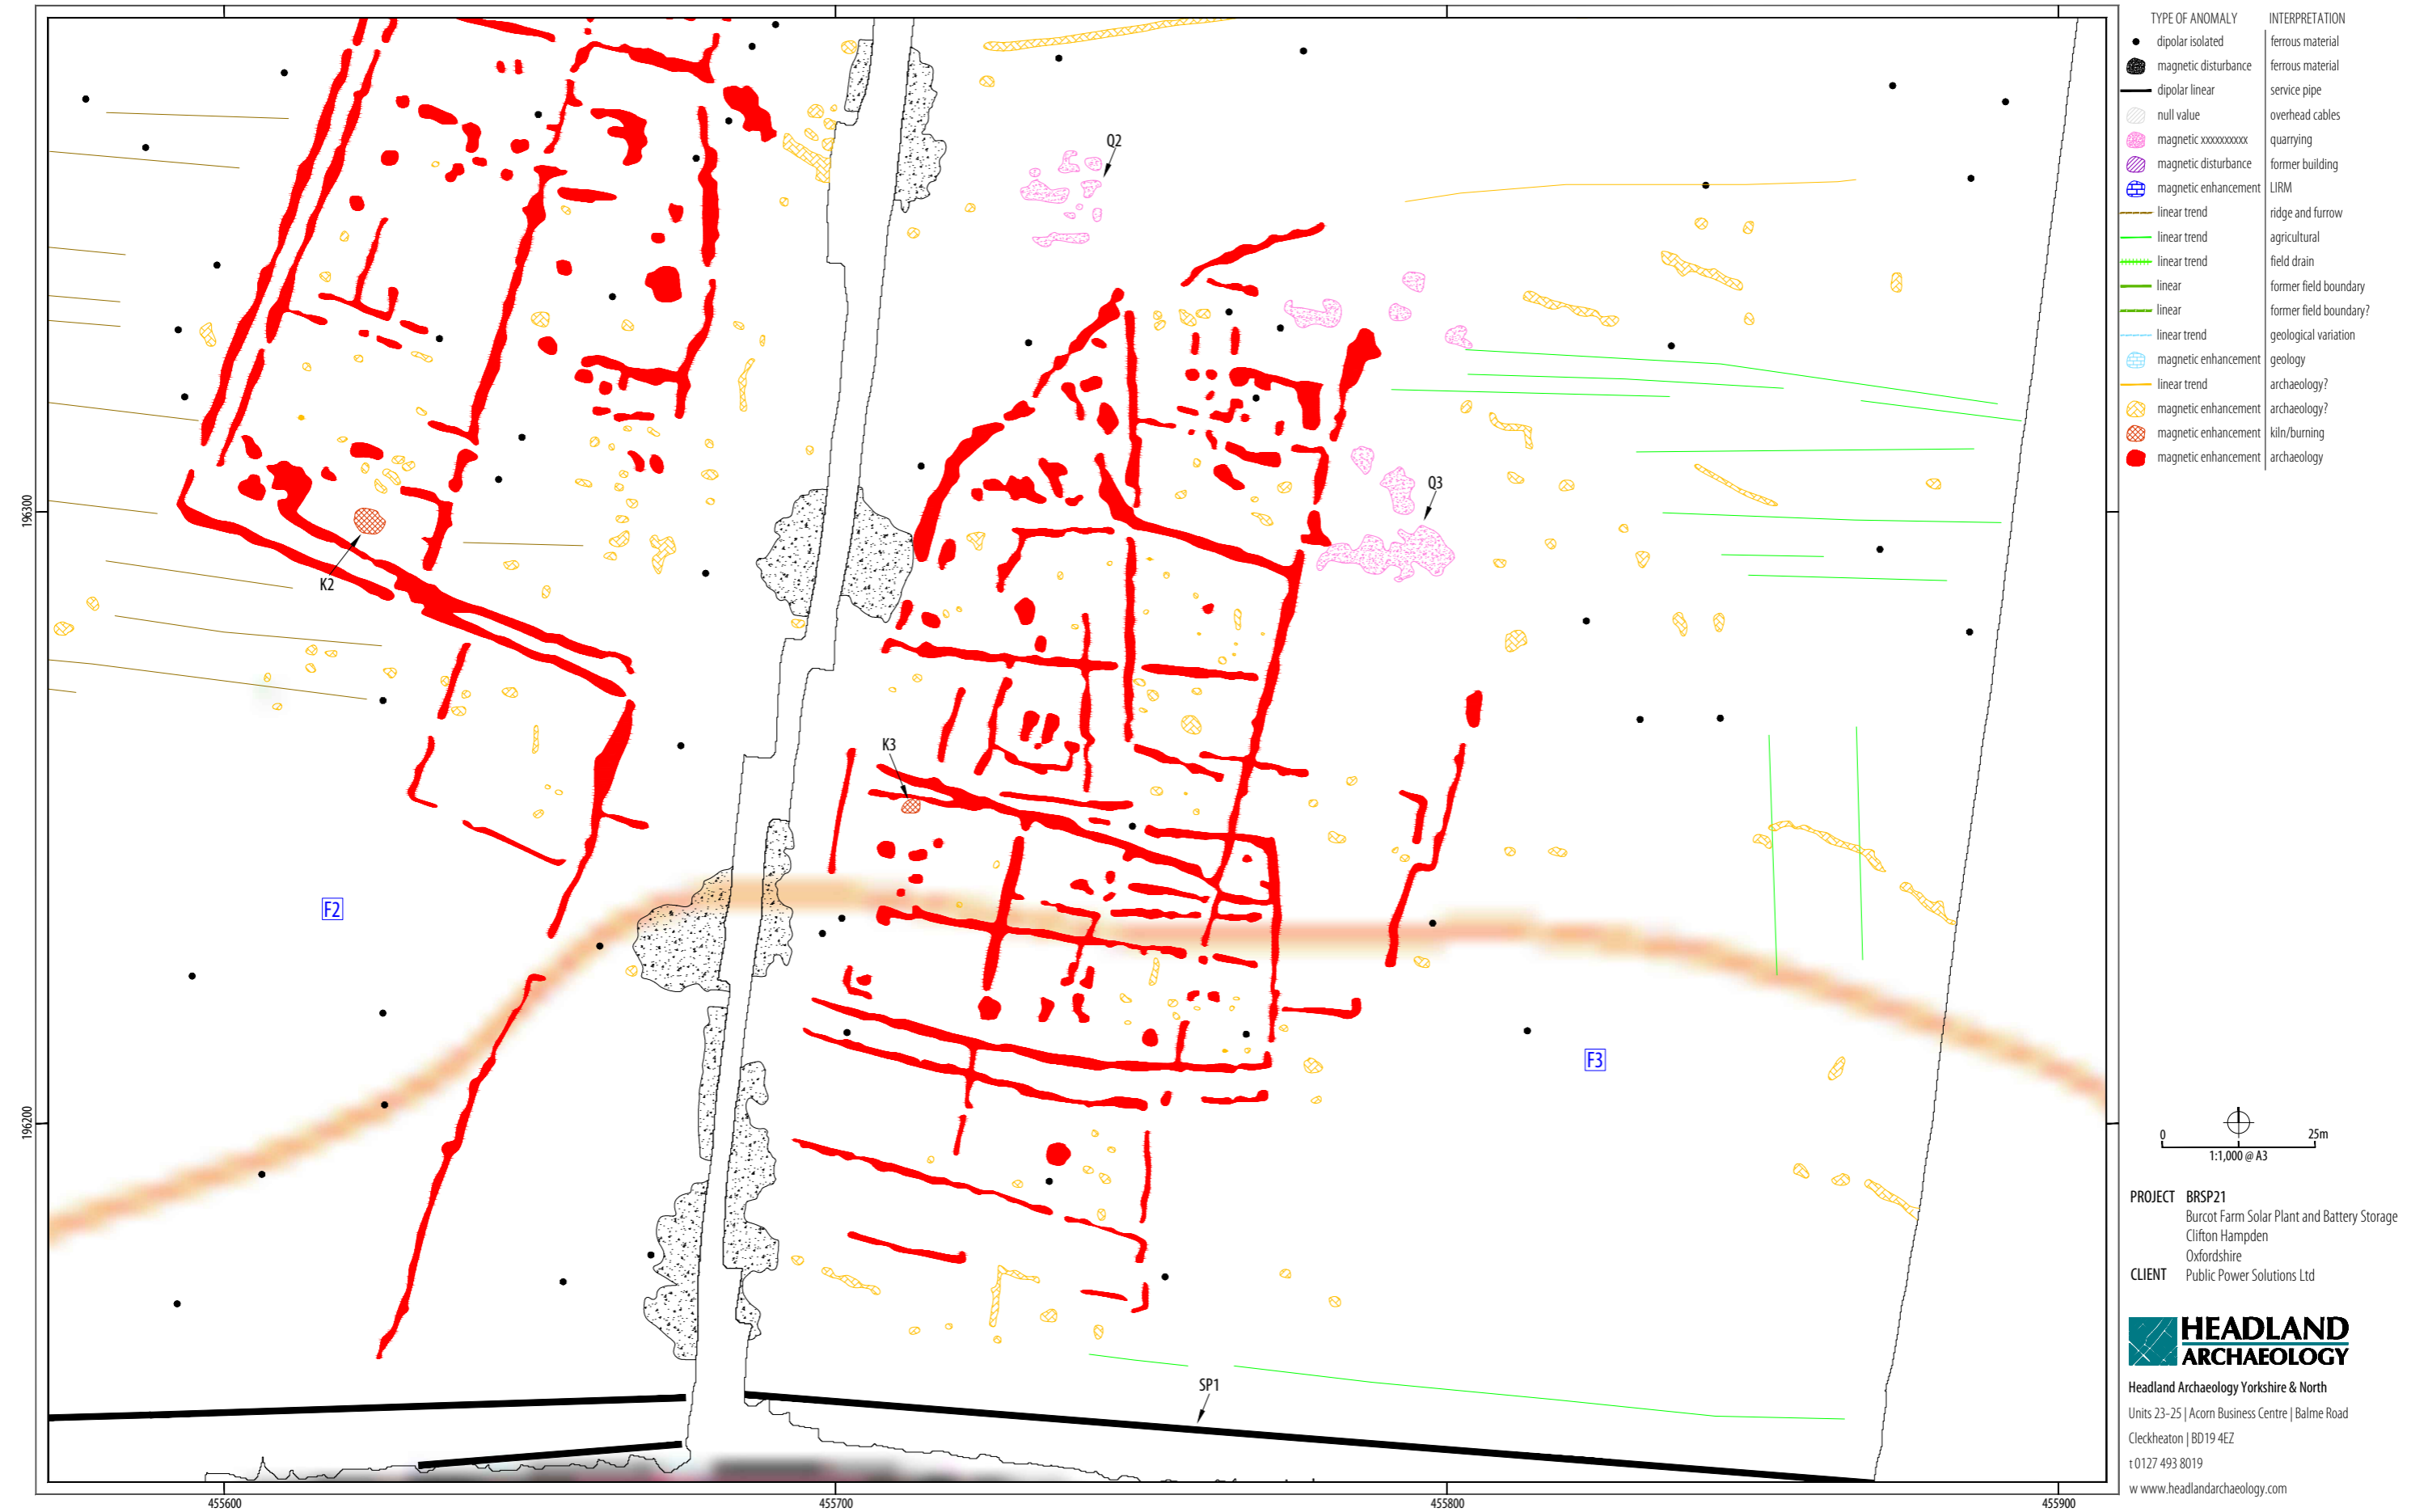 TYPE OF ANOMALY INTERPRETATION
dipolar isolated ferrous material
magnetic disturbance ferrous material
dipolar linear service pipe
null value overhead cables
magnetic xxxxxxxxxx quarrying
magnetic disturbance former building
magnetic enhancement LIRM
linear trend ridge and furrow
linear trend agricultural
linear trend field drain
linear former field boundary
linear former field boundary?
linear trend geological variation
magnetic enhancement geology
linear trend archaeology?
magnetic enhancement archaeology?
magnetic enhancement kiln/burning
magnetic enhancement archaeology
Q2
Q3
196300
K2
K3
F2
F3
196200
SP1
455600
455700
455800
455900
0 25m
1:1,000 @ A3
PROJECT BRSP21
Burcot Farm Solar Plant and Battery Storage
Clifton Hampden
Oxfordshire
CLIENT Public Power Solutions Ltd
HEADLAND
ARCHAEOLOGY
Headland Archaeology Yorkshire & North
Units 23-25 | Acorn Business Centre | Balme Road
Cleckheaton | BD19 4EZ
t 0127 493 8019
w www.headlandarchaeology.com